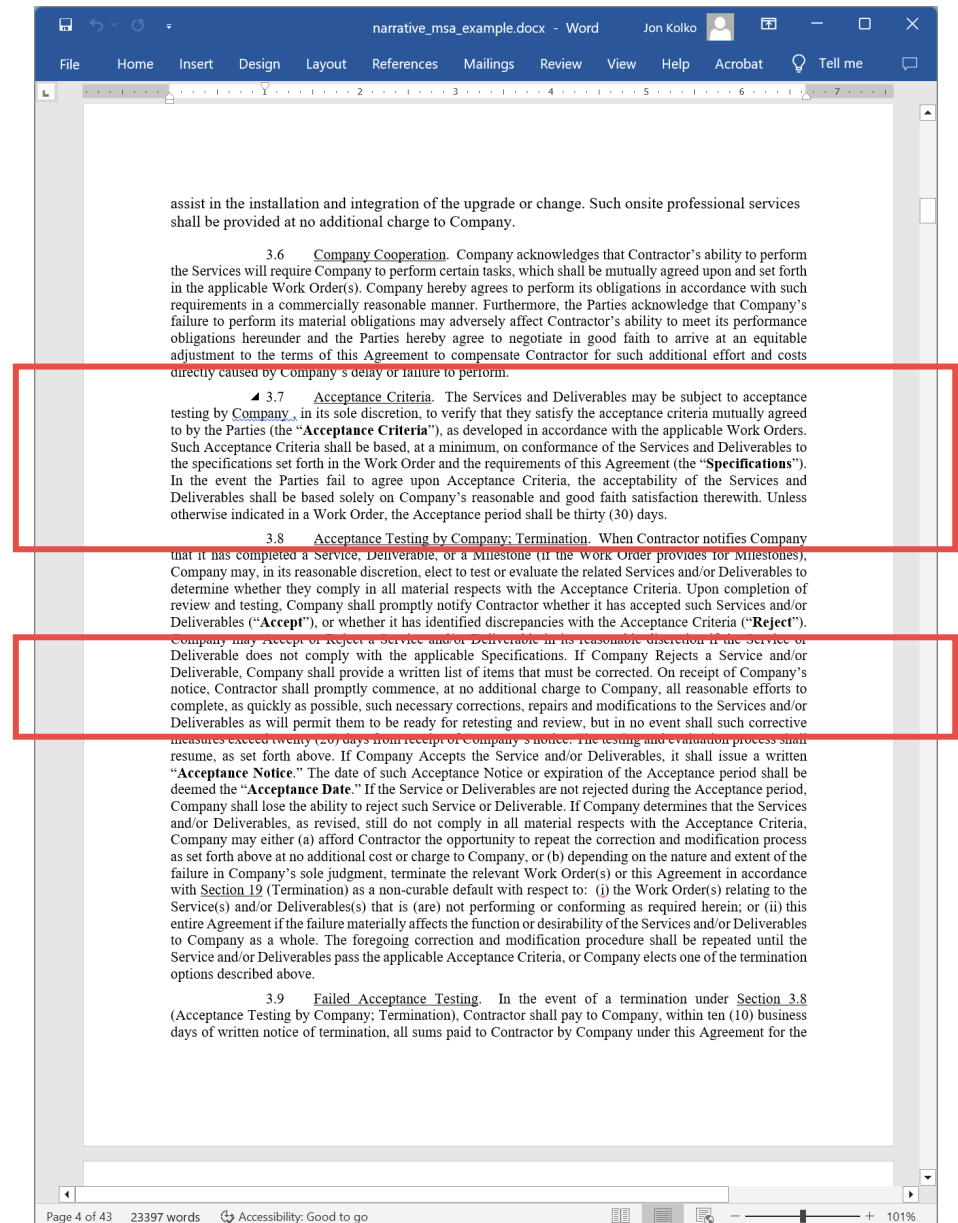 narrative_msa_example.docx - Word Jon Kolko
File Home Insert Design Layout References Mailings Review View Help Acrobat Tell me
1 2 3 4 5 6 7
assist in the installation and integration of the upgrade or change. Such onsite professional services
shall be provided at no additional charge to Company.
3.6 Company Cooperation. Company acknowledges that Contractor’s ability to perform
the Services will require Company to perform certain tasks, which shall be mutually agreed upon and set forth
in the applicable Work Order(s). Company hereby agrees to perform its obligations in accordance with such
requirements in a commercially reasonable manner. Furthermore, the Parties acknowledge that Company’s
failure to perform its material obligations may adversely affect Contractor’s ability to meet its performance
obligations hereunder and the Parties hereby agree to negotiate in good faith to arrive at an equitable
adjustment to the terms of this Agreement to compensate Contractor for such additional effort and costs
directly caused by Company’s delay or failure to perform.
3.7 Acceptance Criteria. The Services and Deliverables may be subject to acceptance
testing by Company , in its sole discretion, to verify that they satisfy the acceptance criteria mutually agreed
to by the Parties (the “Acceptance Criteria”), as developed in accordance with the applicable Work Orders.
Such Acceptance Criteria shall be based, at a minimum, on conformance of the Services and Deliverables to
the specifications set forth in the Work Order and the requirements of this Agreement (the “Specifications”).
In the event the Parties fail to agree upon Acceptance Criteria, the acceptability of the Services and
Deliverables shall be based solely on Company’s reasonable and good faith satisfaction therewith. Unless
otherwise indicated in a Work Order, the Acceptance period shall be thirty (30) days.
3.8 Acceptance Testing by Company; Termination. When Contractor notifies Company
that it has completed a Service, Deliverable, or a Milestone (if the Work Order provides for Milestones),
Company may, in its reasonable discretion, elect to test or evaluate the related Services and/or Deliverables to
determine whether they comply in all material respects with the Acceptance Criteria. Upon completion of
review and testing, Company shall promptly notify Contractor whether it has accepted such Services and/or
Deliverables (“Accept”), or whether it has identified discrepancies with the Acceptance Criteria (“Reject”).
Company may Accept or Reject a Service and/or Deliverable in its reasonable discretion if the Service or
Deliverable does not comply with the applicable Specifications. If Company Rejects a Service and/or
Deliverable, Company shall provide a written list of items that must be corrected. On receipt of Company’s
notice, Contractor shall promptly commence, at no additional charge to Company, all reasonable efforts to
complete, as quickly as possible, such necessary corrections, repairs and modifications to the Services and/or
Deliverables as will permit them to be ready for retesting and review, but in no event shall such corrective
measures exceed twenty (20) days from receipt of Company’s notice. The testing and evaluation process shall
resume, as set forth above. If Company Accepts the Service and/or Deliverables, it shall issue a written
“Acceptance Notice.” The date of such Acceptance Notice or expiration of the Acceptance period shall be
deemed the “Acceptance Date.” If the Service or Deliverables are not rejected during the Acceptance period,
Company shall lose the ability to reject such Service or Deliverable. If Company determines that the Services
and/or Deliverables, as revised, still do not comply in all material respects with the Acceptance Criteria,
Company may either (a) afford Contractor the opportunity to repeat the correction and modification process
as set forth above at no additional cost or charge to Company, or (b) depending on the nature and extent of the
failure in Company’s sole judgment, terminate the relevant Work Order(s) or this Agreement in accordance
with Section 19 (Termination) as a non-curable default with respect to: (i) the Work Order(s) relating to the
Service(s) and/or Deliverables(s) that is (are) not performing or conforming as required herein; or (ii) this
entire Agreement if the failure materially affects the function or desirability of the Services and/or Deliverables
to Company as a whole. The foregoing correction and modification procedure shall be repeated until the
Service and/or Deliverables pass the applicable Acceptance Criteria, or Company elects one of the termination
options described above.
3.9 Failed Acceptance Testing. In the event of a termination under Section 3.8
(Acceptance Testing by Company; Termination), Contractor shall pay to Company, within ten (10) business
days of written notice of termination, all sums paid to Contractor by Company under this Agreement for the
Page 4 of 43 23397 words Accessibility: Good to go 101%